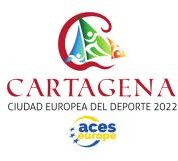 CARTAGENA
CIUDAD EUROPEA DEL DEPORTE 2022
aces
europe